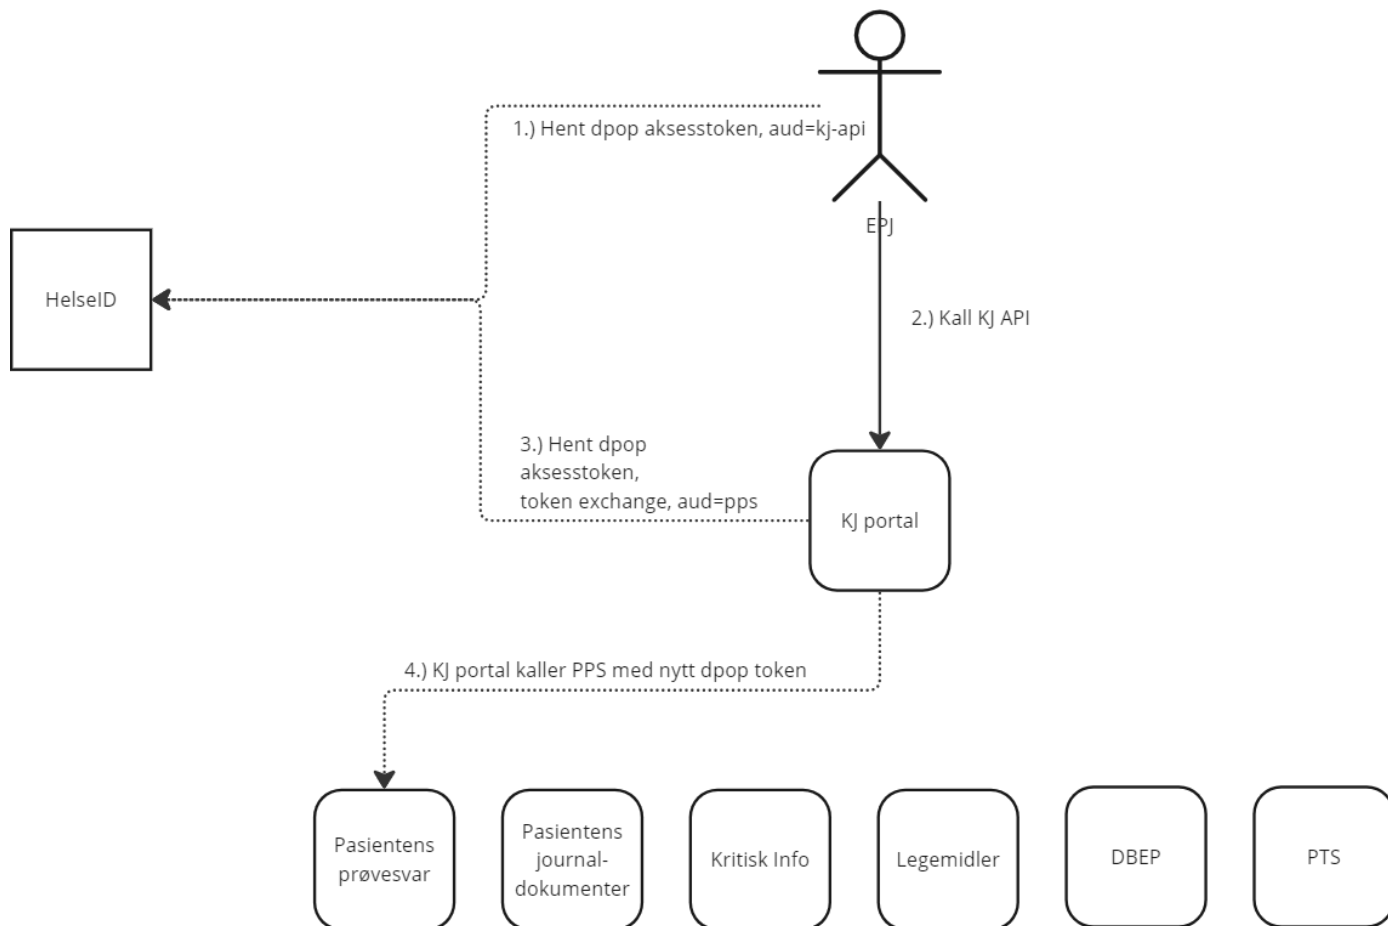 1.) Hent dpop aksesstoken, aud=kj-api
EPJ
HelseID
2.) Kall KJ API
3.) Hent dpop
aksesstoken,
token exchange, aud=pps
KJ portal
4.) KJ portal kaller PPS med nytt dpop token
Pasientens
prøvesvar
Pasientens
journal-
dokumenter
Kritisk Info
Legemidler
DBEP
PTS